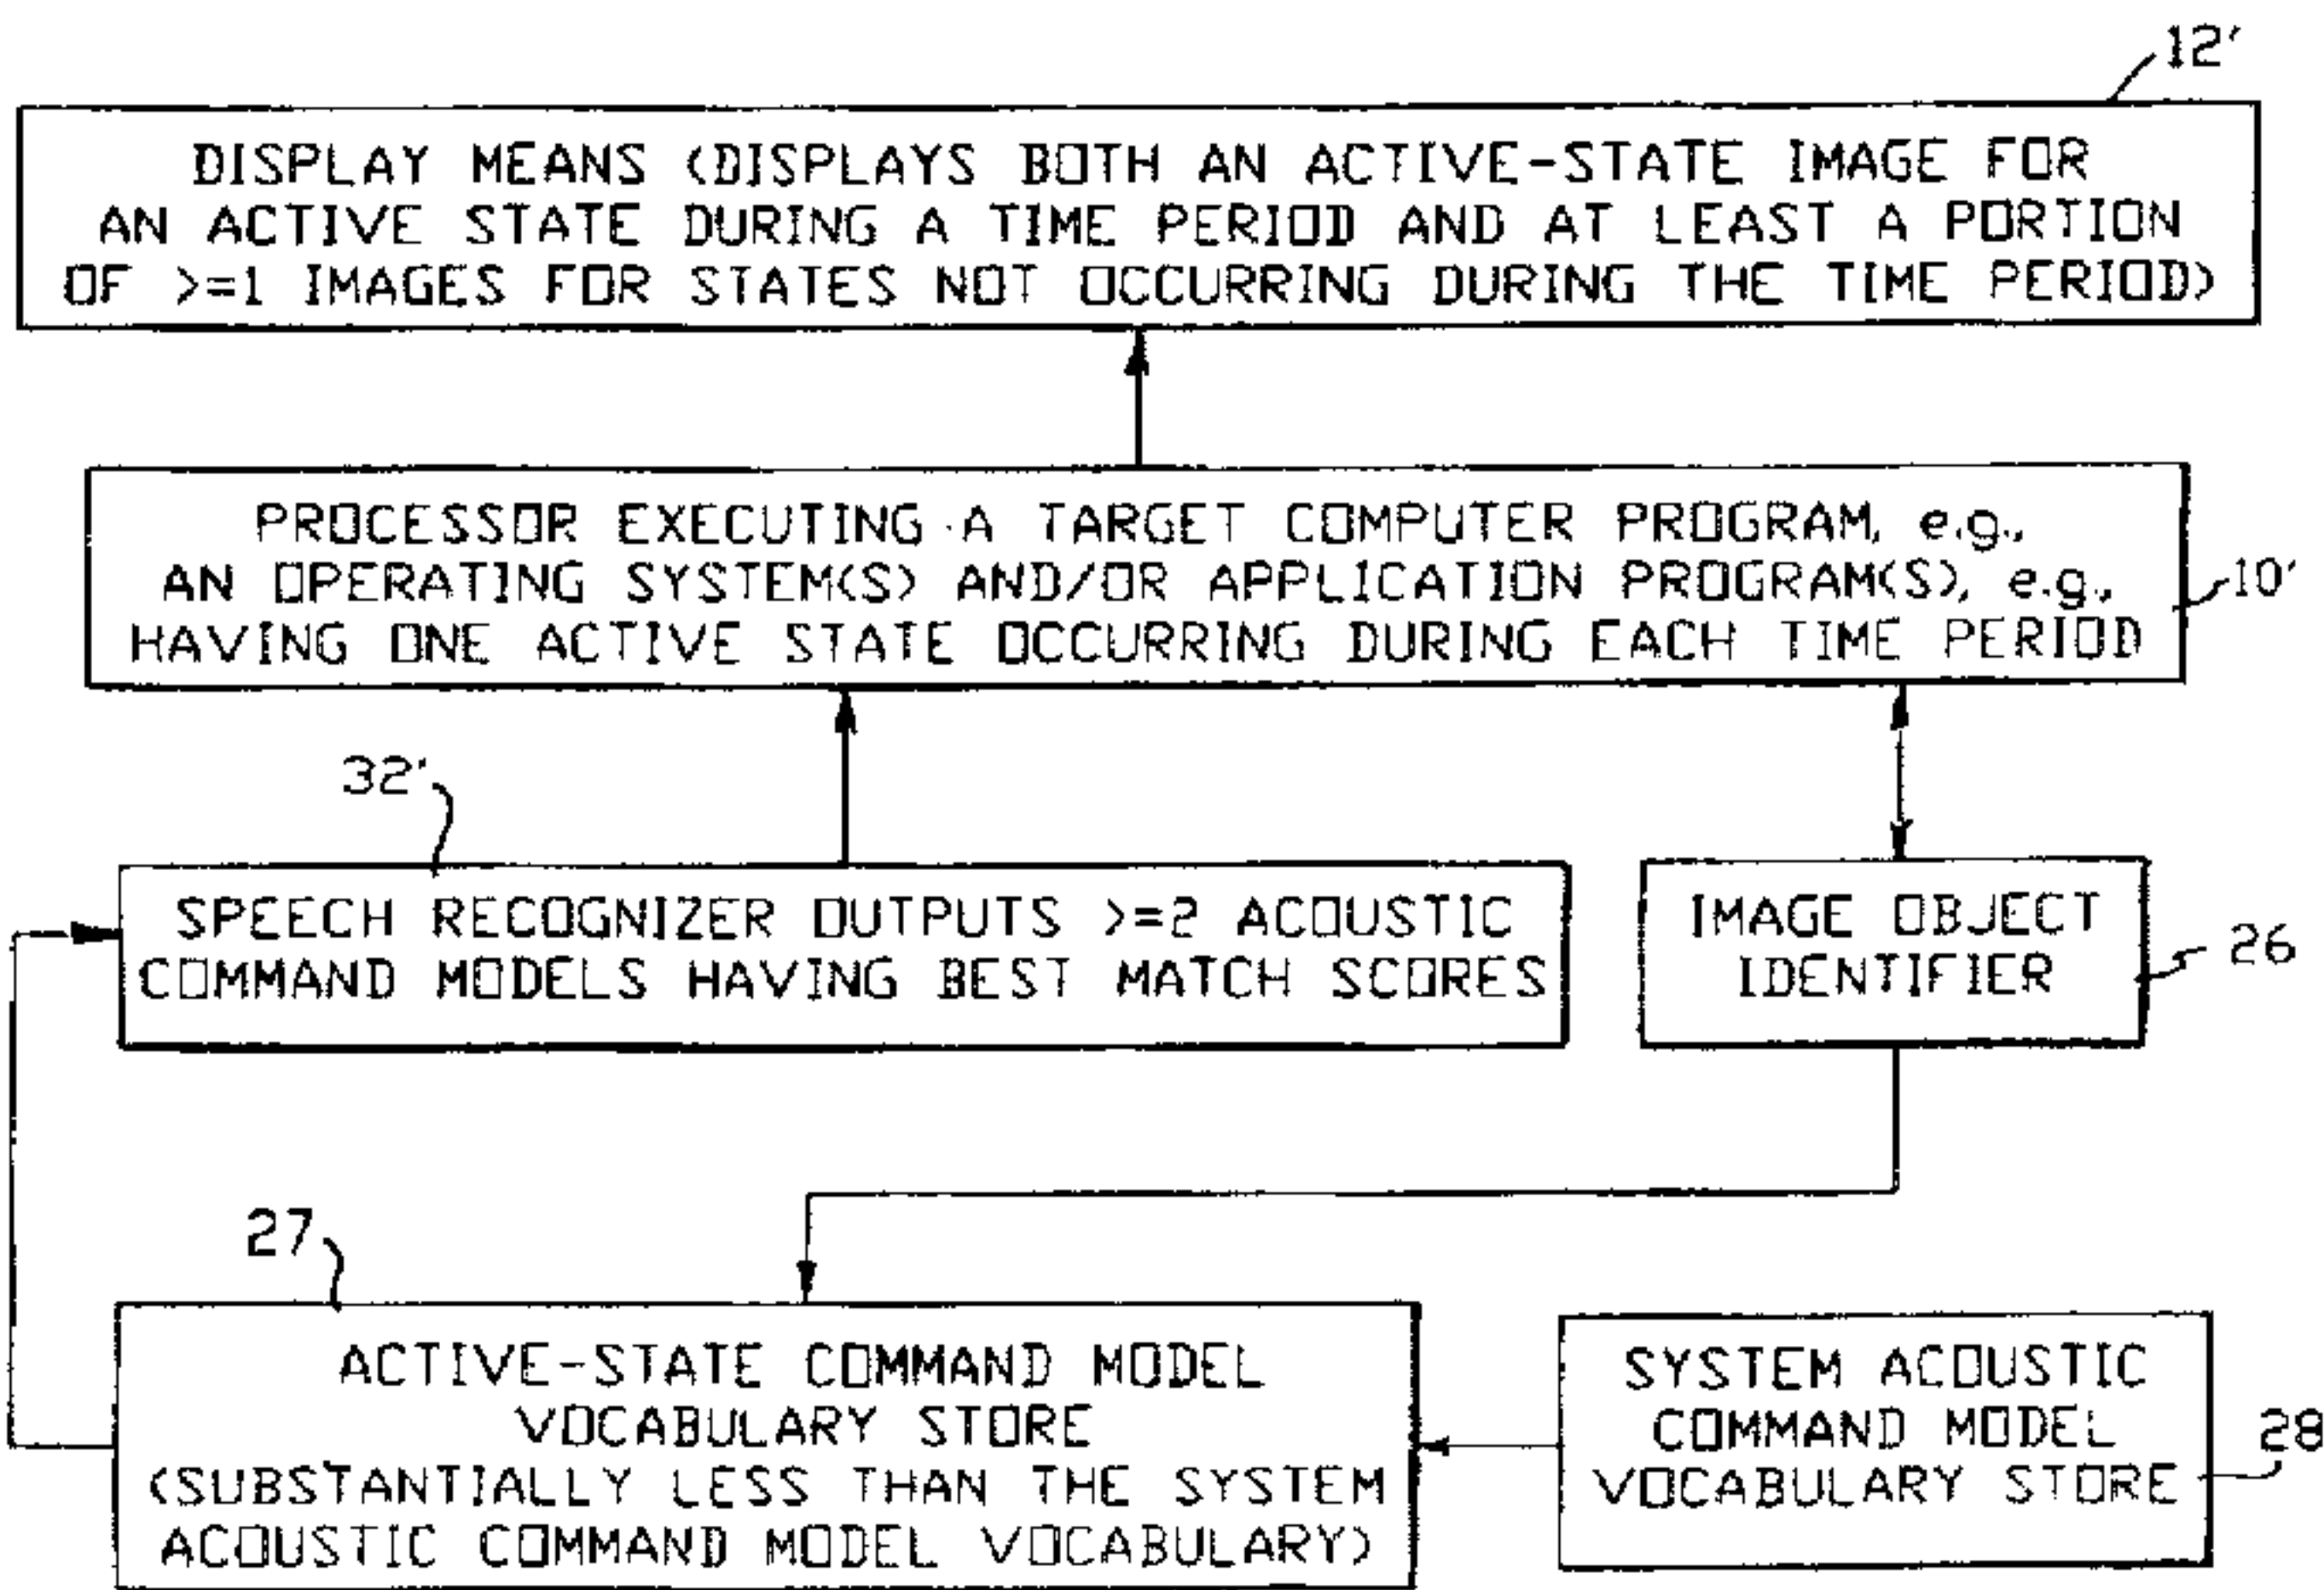 12'
DISPLAY MEANS (DISPLAYS BOTH AN ACTIVE-STATE IMAGE FOR
AN ACTIVE STATE DURING A TIME PERIOD AND AT LEAST A PORTION
OF >=1 IMAGES FOR STATES NOT OCCURRING DURING THE TIME PERIOD)
PROCESSOR EXECUTING A TARGET COMPUTER PROGRAM, e.g.,
AN OPERATING SYSTEM(S) AND/OR APPLICATION PROGRAM(S), e.g.,
HAVING ONE ACTIVE STATE OCCURRING DURING EACH TIME PERIOD
10'
32'
SPEECH RECOGNIZER OUTPUTS >=2 ACOUSTIC
COMMAND MODELS HAVING BEST MATCH SCORES
IMAGE OBJECT
IDENTIFIER
26
27
ACTIVE-STATE COMMAND MODEL
VOCABULARY STORE
(SUBSTANTIALLY LESS THAN THE SYSTEM
ACOUSTIC COMMAND MODEL VOCABULARY)
SYSTEM ACOUSTIC
COMMAND MODEL
VOCABULARY STORE
28